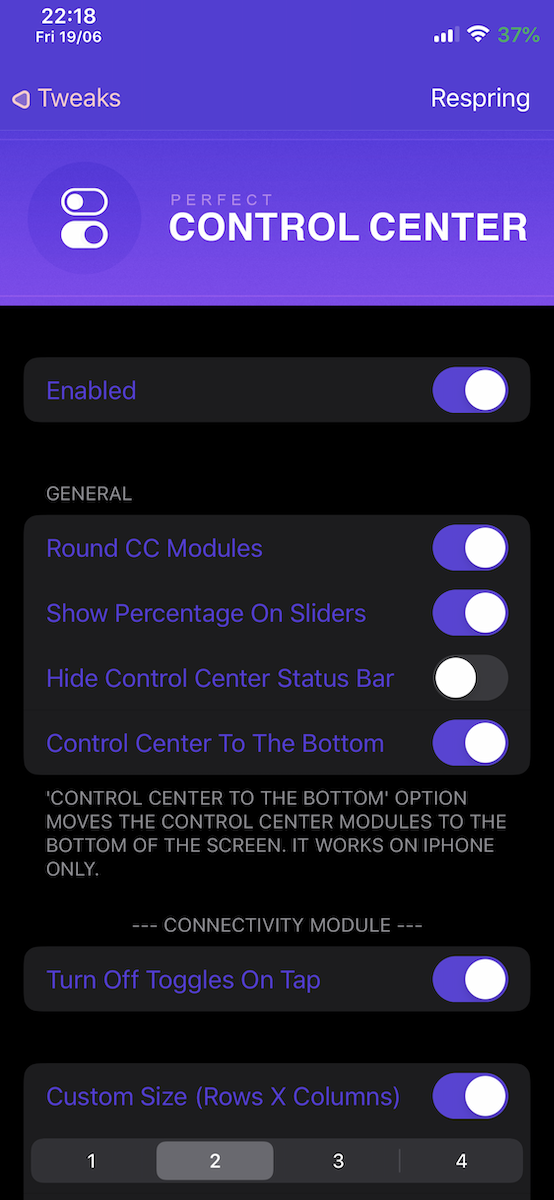 22:18
Fri 19/06
37%
Tweaks
Respring
PERFECT
CONTROL CENTER
Enabled
GENERAL
Round CC Modules
Show Percentage On Sliders
Hide Control Center Status Bar
Control Center To The Bottom
'CONTROL CENTER TO THE BOTTOM' OPTION
MOVES THE CONTROL CENTER MODULES TO THE
BOTTOM OF THE SCREEN. IT WORKS ON IPHONE
ONLY.
--- CONNECTIVITY MODULE ---
Turn Off Toggles On Tap
Custom Size (Rows X Columns)
1 2 3 4